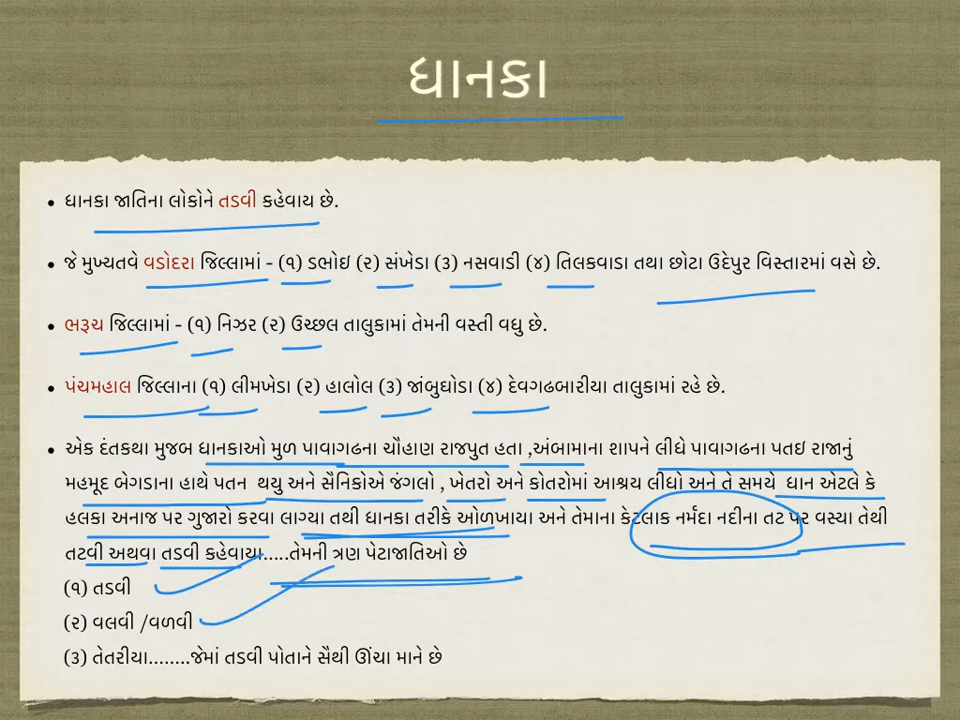 ધાનકા
• ધાનકા જાતિના લોકોને તડવી કહેવાય છે.
• જે મુખ્યતવે વડોદરા જિલ્લામાં - (૧) ડભોઇ (૨) સંખેડા (૩) નસવાડી (૪) તિલકવાડા તથા છોટા ઉદેપુર વિસ્તારમાં વસે છે.
• ભરૂચ જિલ્લામાં - (૧) નિઝર (૨) ઉચ્છલ તાલુકામાં તેમની વસ્તી વધુ છે.
• પંચમહાલ જિલ્લાના (૧) લીમખેડા (૨) હાલોલ (૩) જાંબુઘોડા (૪) દેવગઢબારીયા તાલુકામાં રહે છે.
• એક દંતકથા મુજબ ધાનકાઓ મુળ પાવાગઢના ચૌહાણ રાજપુત હતા ,અંબામાના શાપને લીધે પાવાગઢના પતઇ રાજાનું
મહમૂદ બેગડાના હાથે પતન થયુ અને સૈનિકોએ જંગલો , ખેતરો અને કોતરોમાં આશ્રય લીધો અને તે સમયે ધાન એટલે કે
હલકા અનાજ પર ગુજારો કરવા લાગ્યા તથી ધાનકા તરીકે ઓળખાયા અને તેમાના કેટલાક નર્મદા નદીના તટ પર વસ્યા તેથી
તટવી અથવા તડવી કહેવાયા.....તેમની ત્રણ પેટાજાતિઓ છે
(૧) તડવી
(૨) વલવી /વળવી
(૩) તેતરીયા........જેમાં તડવી પોતાને સૈથી ઊંચા માને છે